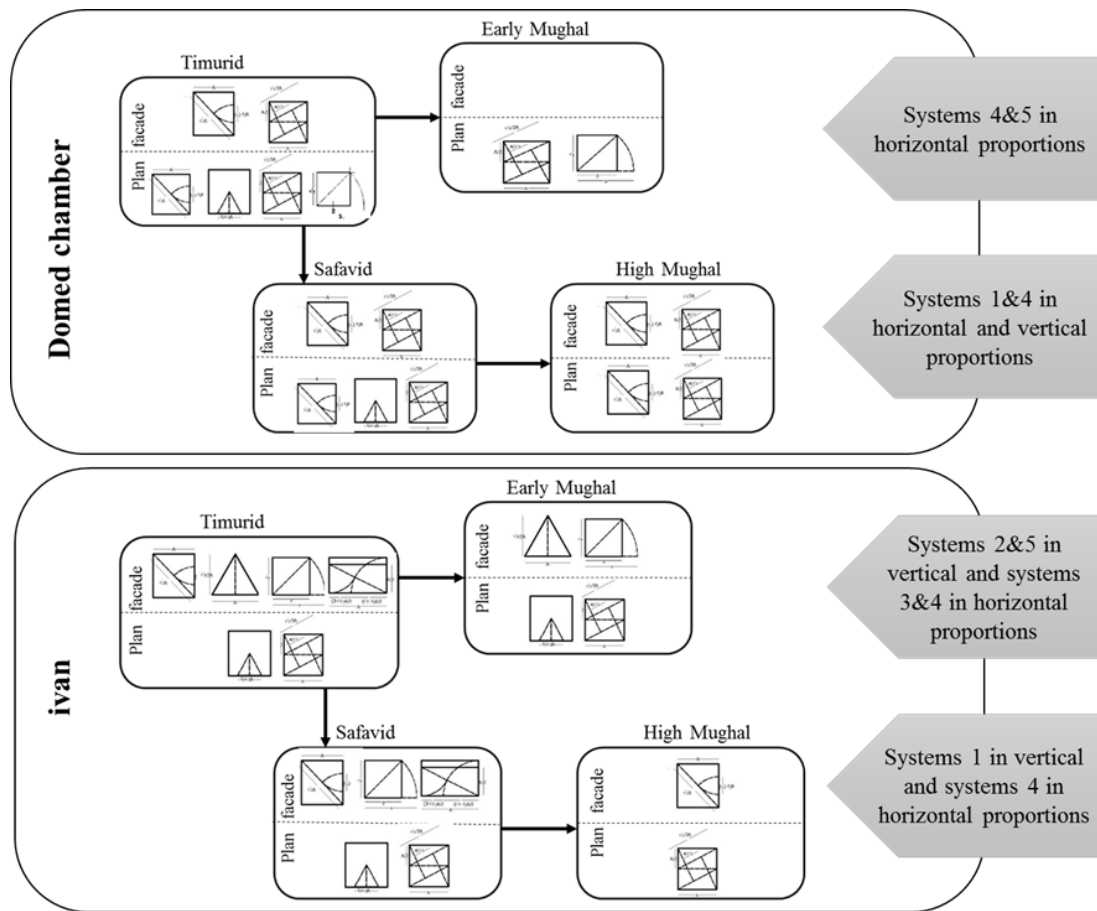 Domed chamber
Timurid
facade
Plan
Early Mughal
facade
Plan
Safavid
facade
Plan
High Mughal
facade
Plan
Systems 4&5 in
horizontal proportions
Systems 1&4 in
horizontal and vertical
proportions
ivan
Timurid
facade
Plan
Early Mughal
facade
Plan
Safavid
facade
Plan
High Mughal
facade
Plan
Systems 2&5 in
vertical and systems
3&4 in horizontal
proportions
Systems 1 in vertical
and systems 4 in
horizontal proportions